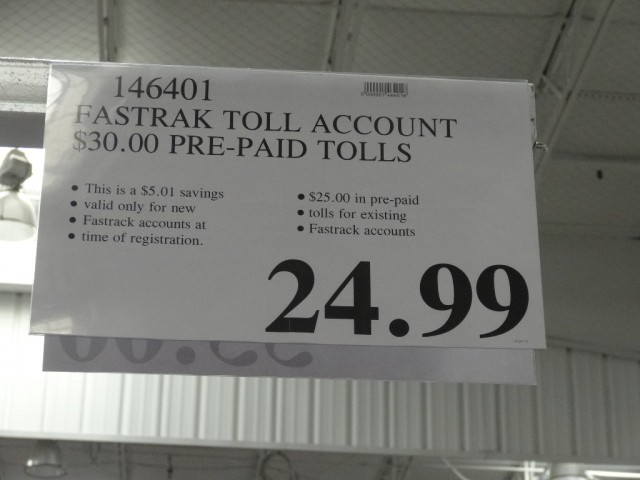 146401
FASTRAK TOLL ACCOUNT
$30.00 PRE-PAID TOLLS
• This is a $5.01 savings
• valid only for new
• Fastrack accounts at
• time of registration.
• $25.00 in pre-paid
• tolls for existing
• Fastrack accounts
24.99